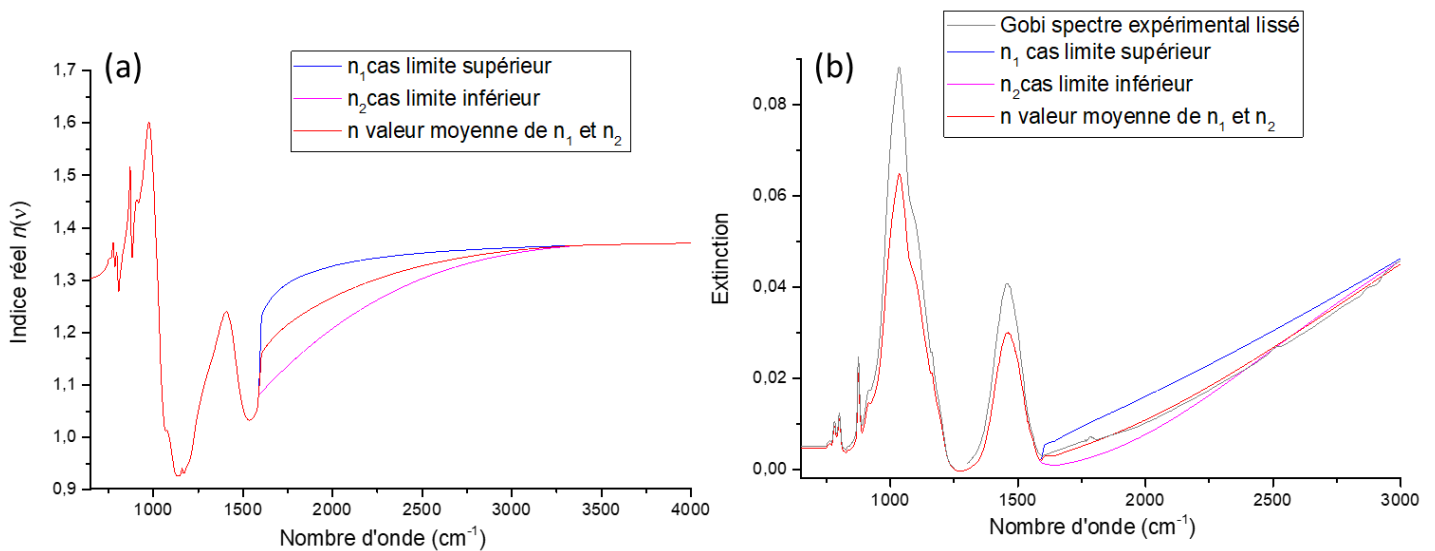 (a)
n1cas limite supérieur
n2cas limite inférieur
n valeur moyenne de n1 et n2
Indice réel n(ν)
1,7
1,6
1,5
1,4
1,3
1,2
1,1
1,0
0,9
1000 1500 2000 2500 3000 3500 4000
Nombre d'onde (cm-1)
(b)
Gobi spectre expérimental lissé
n1 cas limite supérieur
n2cas limite inférieur
n valeur moyenne de n1 et n2
Extinction
0.08
0.06
0.04
0.02
0.00
1000 1500 2000 2500 3000
Nombre d'onde (cm-1)